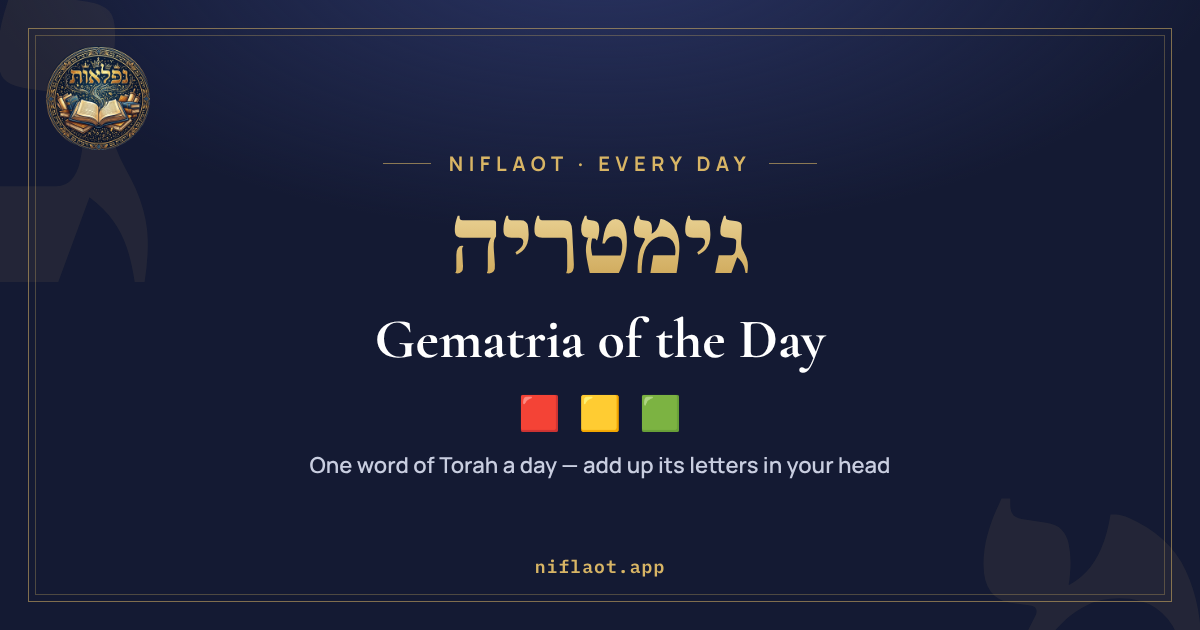 נפלאות
NIFLAOT · EVERY DAY
גימטריה
Gematria of the Day
One word of Torah a day — add up its letters in your head
niflaot.app